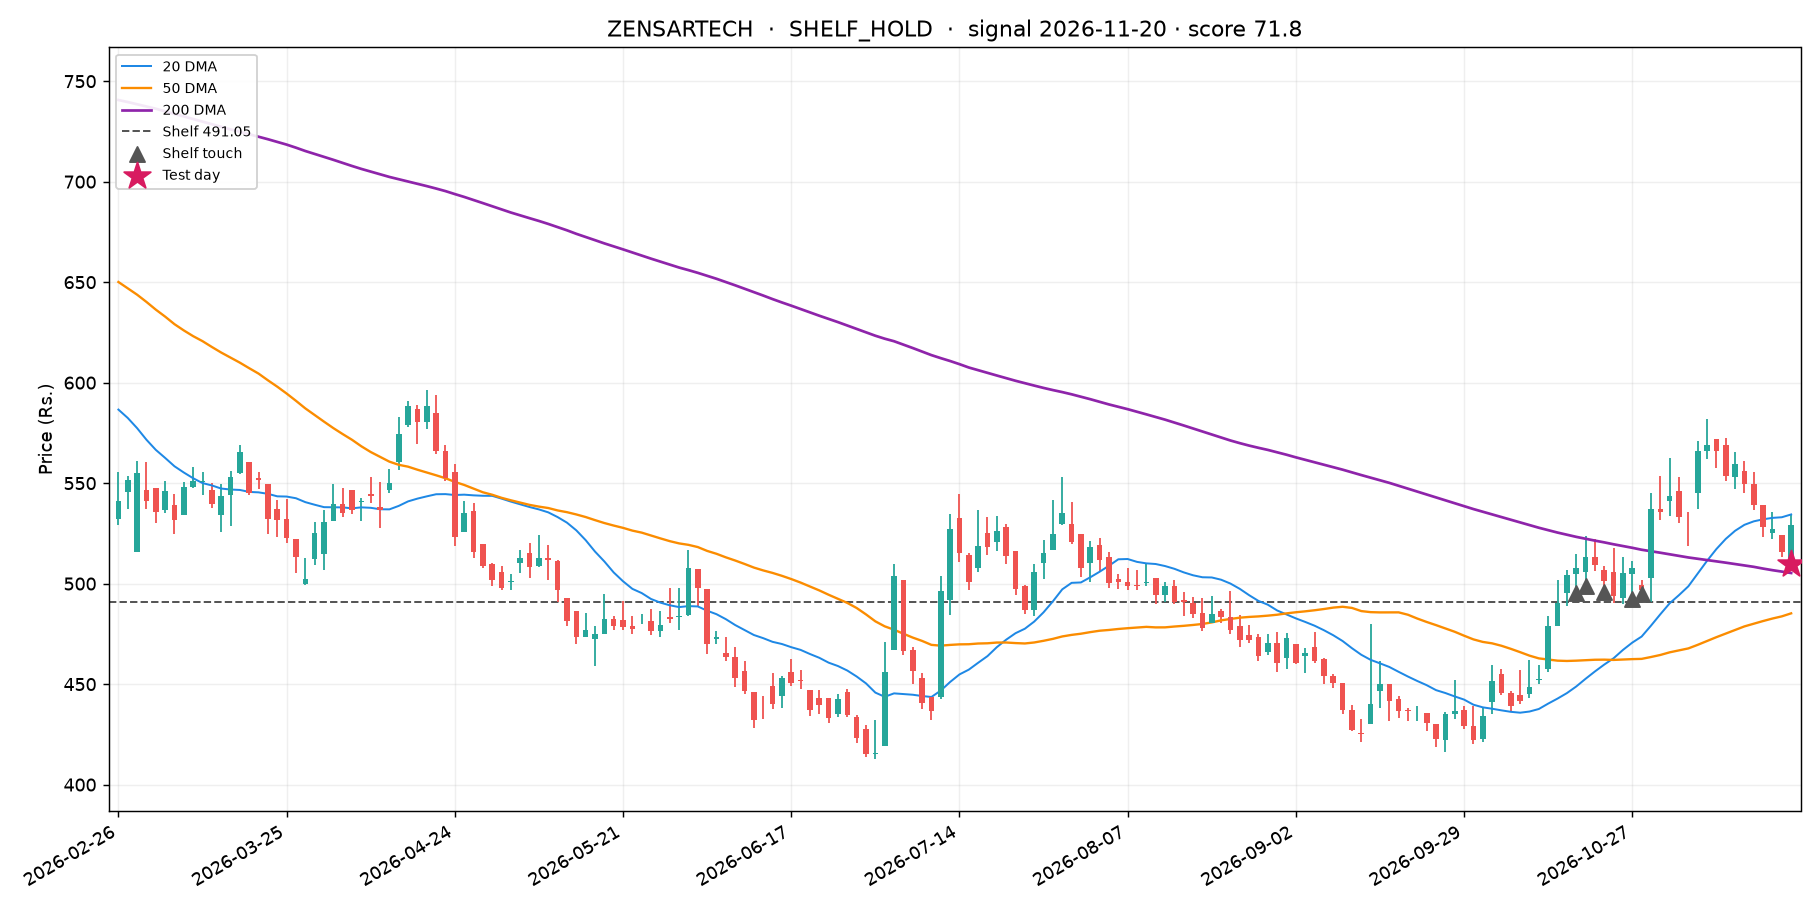 ZENSARTECH · SHELF_HOLD · signal 2026-11-20 · score 71.8
20 DMA
50 DMA
200 DMA
Shelf 491.05
Shelf touch
Test day
Price (Rs.)
750
700
650
600
550
500
450
400
2026-02-26
2026-03-25
2026-04-24
2026-05-21
2026-06-17
2026-07-14
2026-08-07
2026-09-02
2026-09-29
2026-10-27